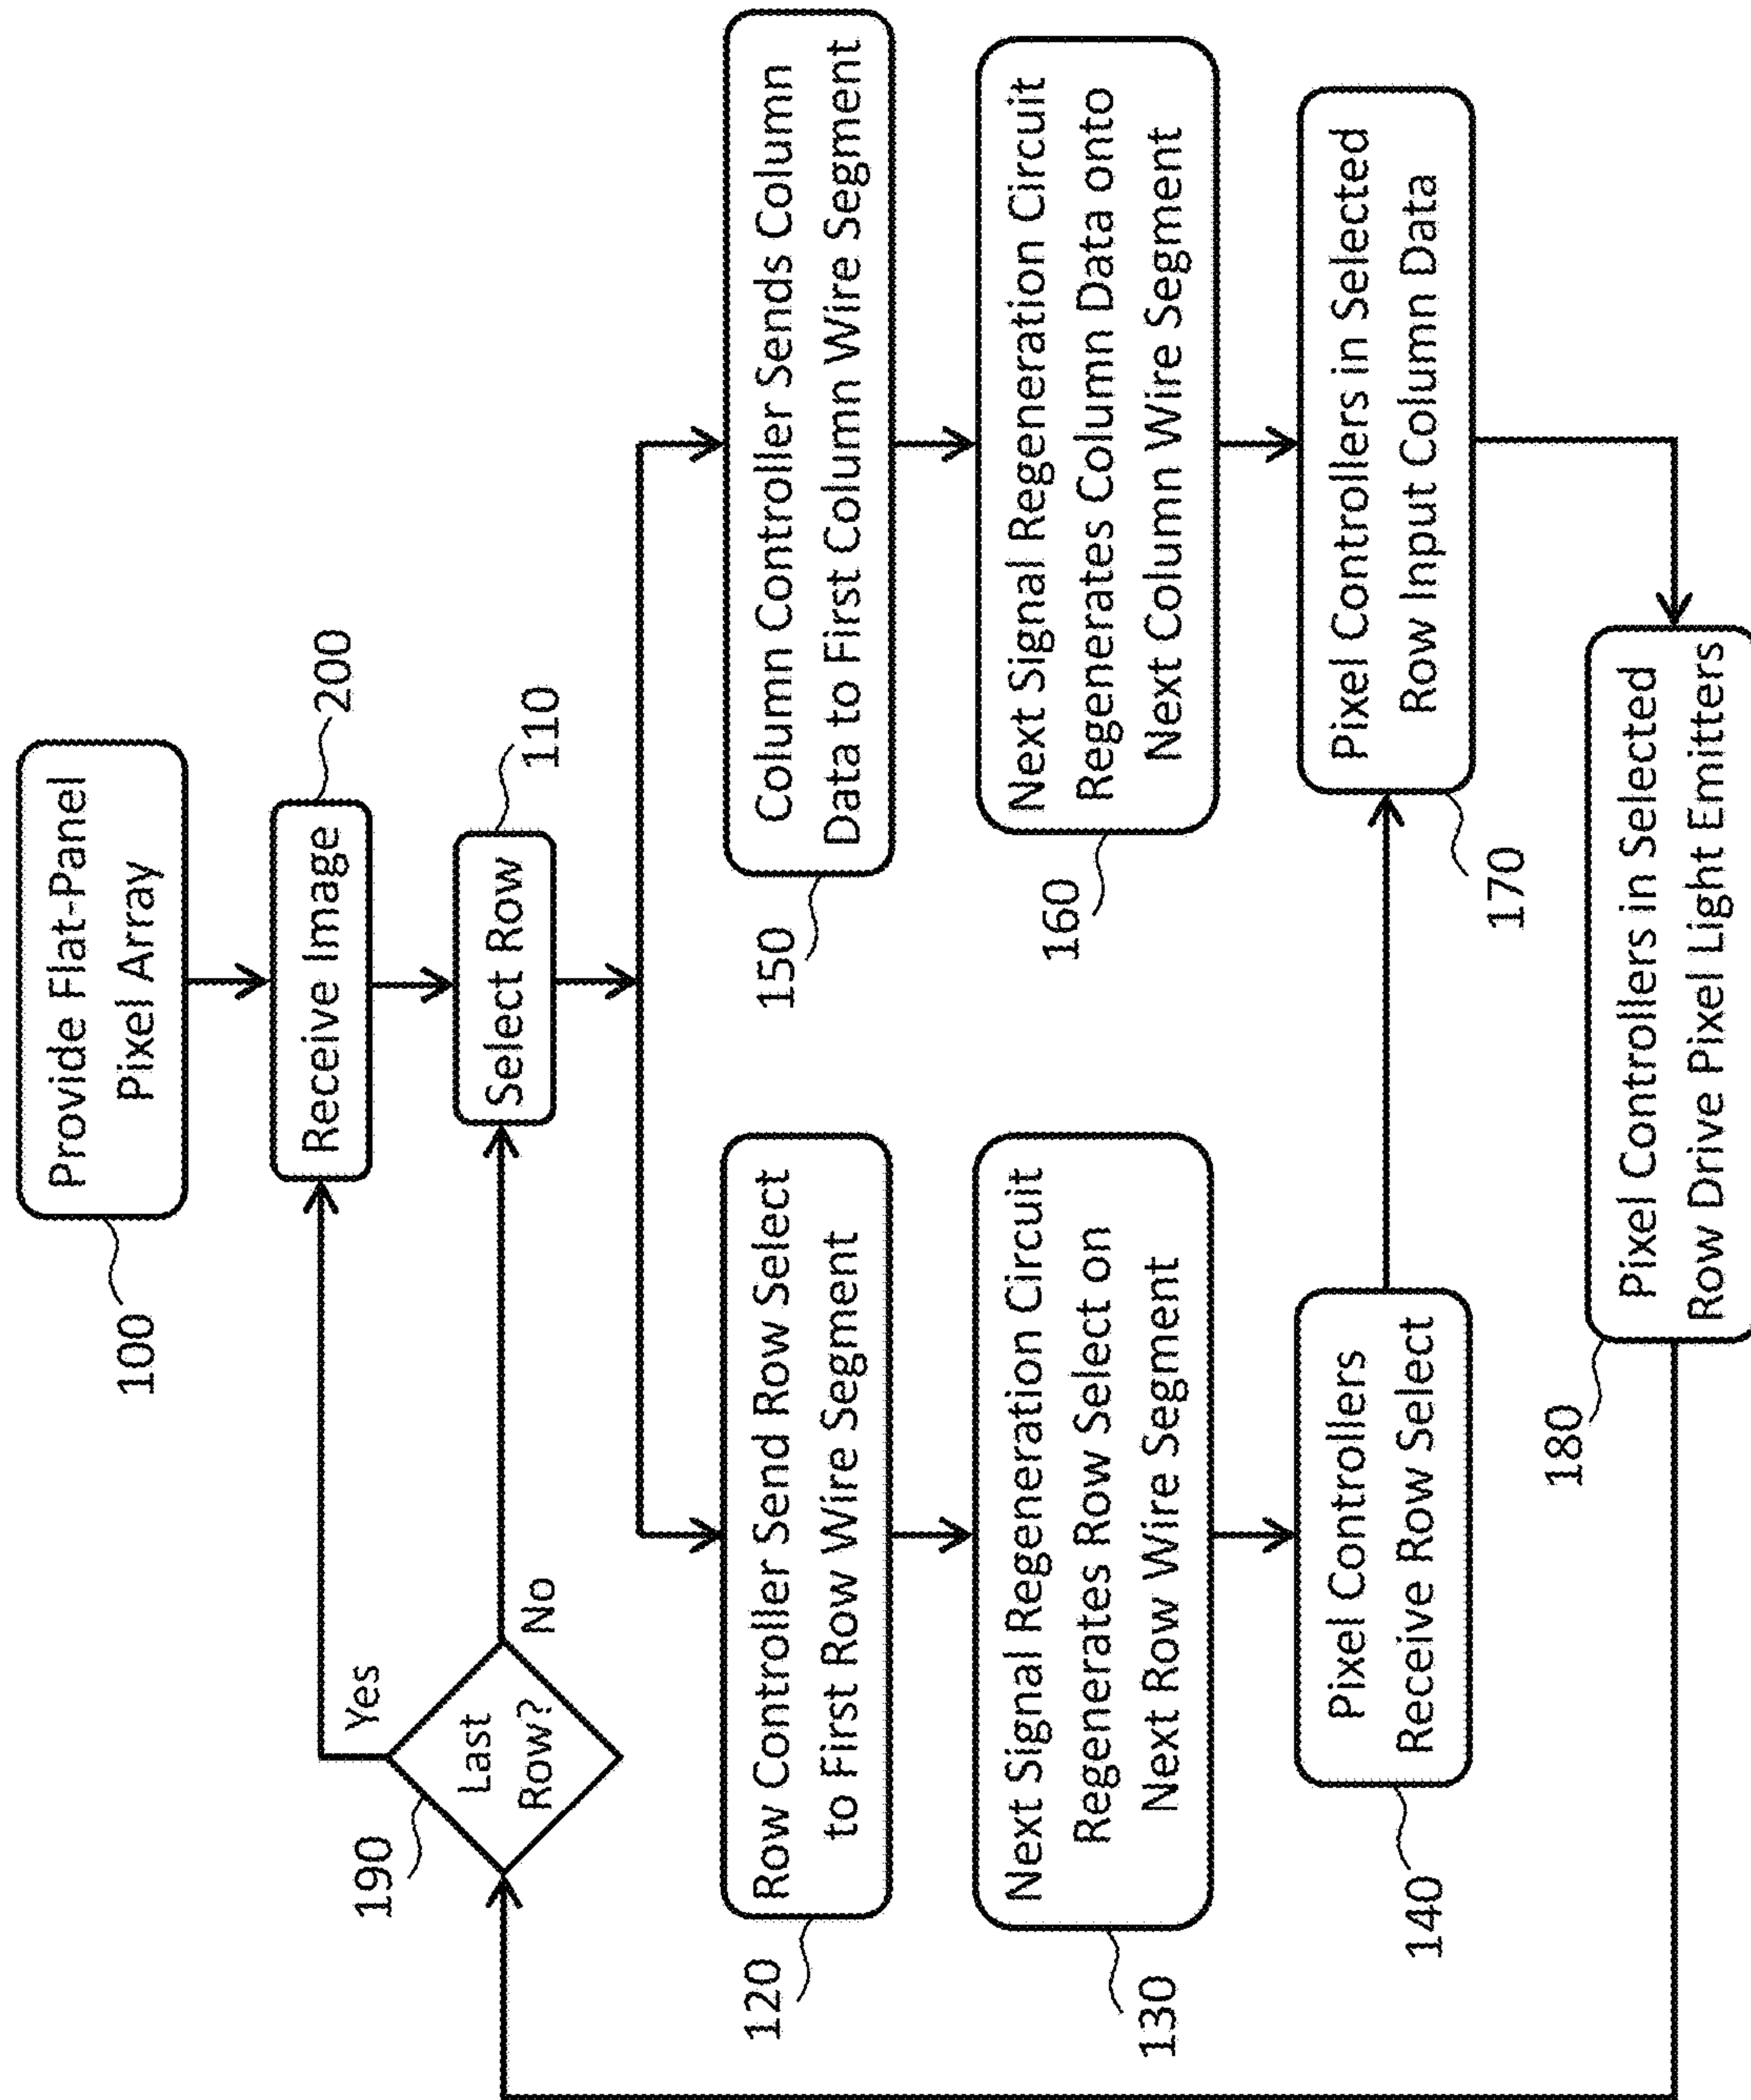 Provide Flat-Panel
Pixel Array
100
Receive Image
200
Select Row
110
Last
Row?
190
Yes
No
Row Controller Send Row Select
to First Row Wire Segment
120
Next Signal Regeneration Circuit
Regenerates Row Select on
Next Row Wire Segment
130
Pixel Controllers
Receive Row Select
140
Column Controller Sends Column
Data to First Column Wire Segment
150
Next Signal Regeneration Circuit
Regenerates Column Data onto
Next Column Wire Segment
160
Pixel Controllers in Selected
Row Input Column Data
170
Pixel Controllers in Selected
Row Drive Pixel Light Emitters
180